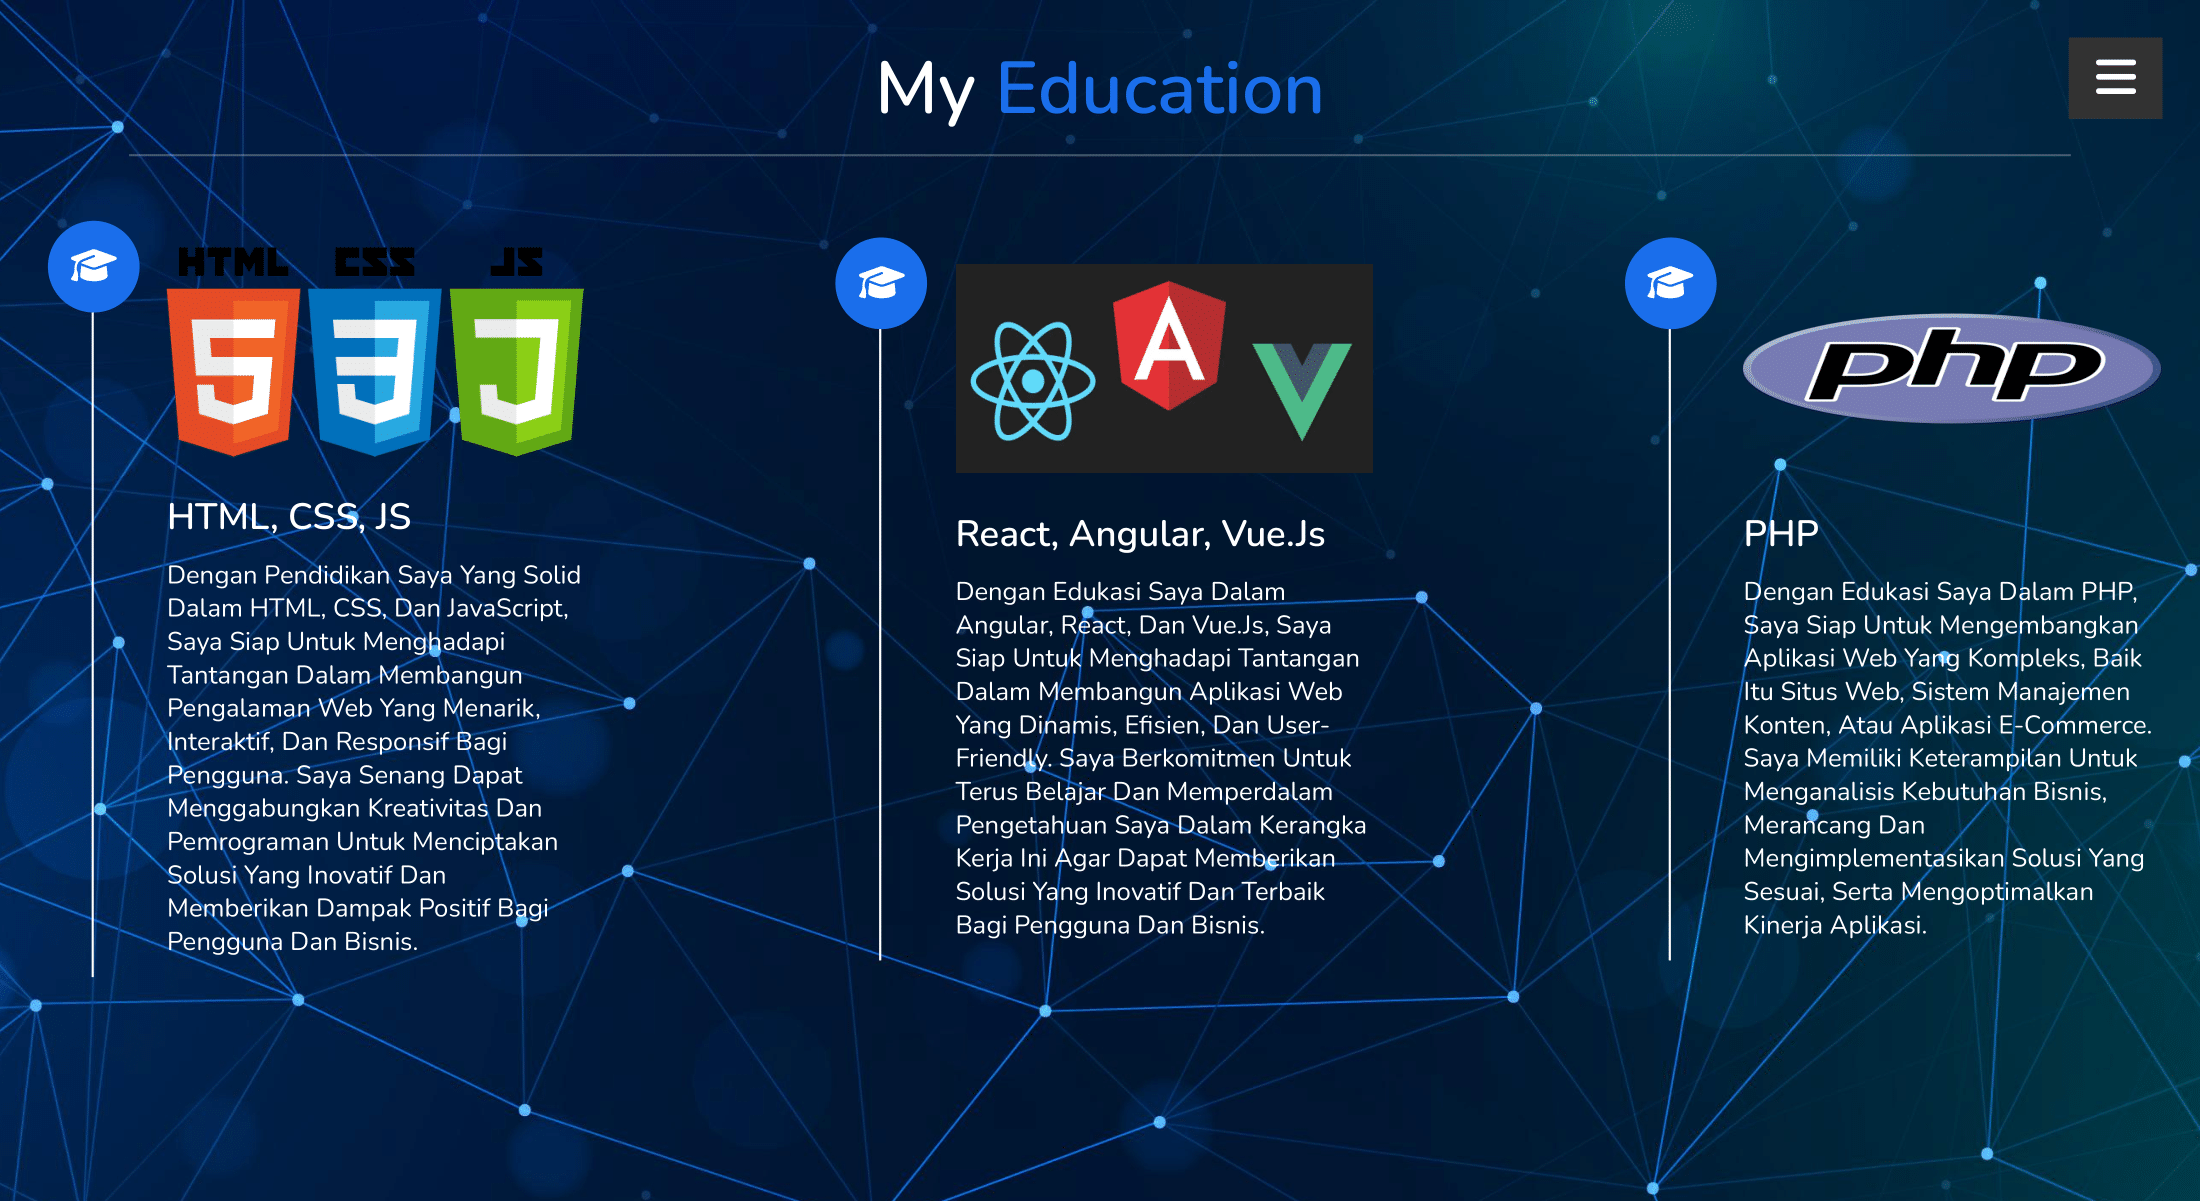 My Education
HTML CSS JS
HTML, CSS, JS
Dengan Pendidikan Saya Yang Solid
Dalam HTML, CSS, Dan JavaScript,
Saya Siap Untuk Menghadapi
Tantangan Dalam Membangun
Pengalaman Web Yang Menarik,
Interaktif, Dan Responsif Bagi
Pengguna. Saya Senang Dapat
Menggabungkan Kreativitas Dan
Pemrograman Untuk Menciptakan
Solusi Yang Inovatif Dan
Memberikan Dampak Positif Bagi
Pengguna Dan Bisnis.
React, Angular, Vue.Js
Dengan Edukasi Saya Dalam
Angular, React, Dan Vue.Js, Saya
Siap Untuk Menghadapi Tantangan
Dalam Membangun Aplikasi Web
Yang Dinamis, Efisien, Dan User-
Friendly. Saya Berkomitmen Untuk
Terus Belajar Dan Memperdalam
Pengetahuan Saya Dalam Kerangka
Kerja Ini Agar Dapat Memberikan
Solusi Yang Inovatif Dan Terbaik
Bagi Pengguna Dan Bisnis.
php
PHP
Dengan Edukasi Saya Dalam PHP,
Saya Siap Untuk Mengembangkan
Aplikasi Web Yang Kompleks, Baik
Itu Situs Web, Sistem Manajemen
Konten, Atau Aplikasi E-Commerce.
Saya Memiliki Keterampilan Untuk
Menganalisis Kebutuhan Bisnis,
Merancang Dan
Mengimplementasikan Solusi Yang
Sesuai, Serta Mengoptimalkan
Kinerja Aplikasi.